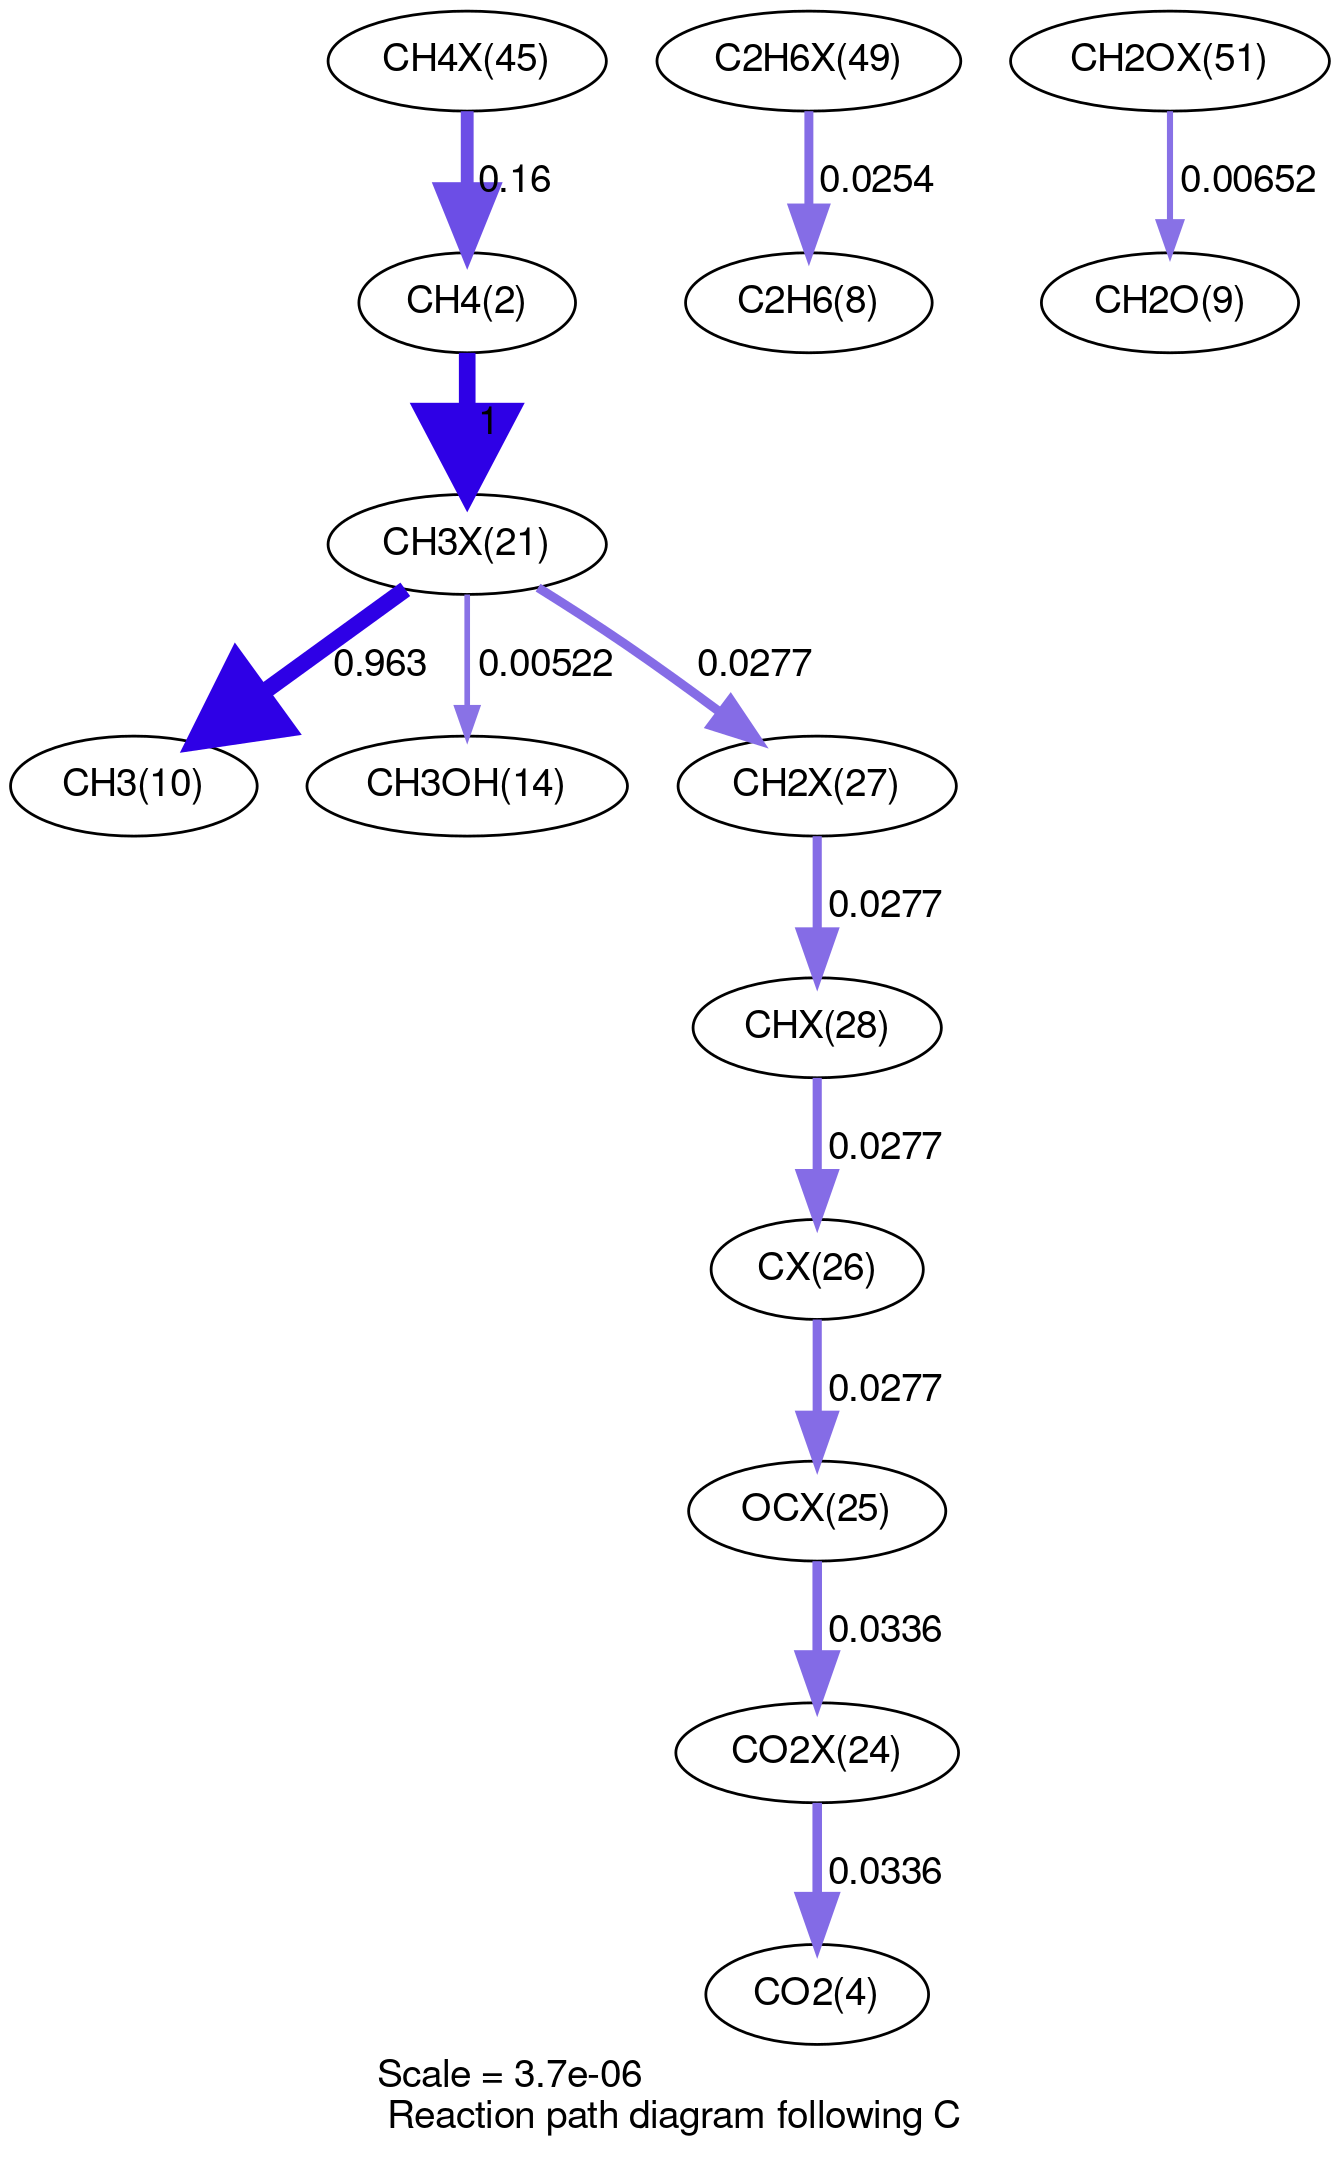 CH4X(45)
C2H6X(49)
CH2OX(51)
0.16
0.0254
0.00652
CH4(2)
C2H6(8)
CH2O(9)
1
CH3X(21)
0.963
0.00522
0.0277
CH3(10)
CH3OH(14)
CH2X(27)
0.0277
CHX(28)
0.0277
CX(26)
0.0277
OCX(25)
0.0336
CO2X(24)
0.0336
CO2(4)
Scale = 3.7e-06
Reaction path diagram following C